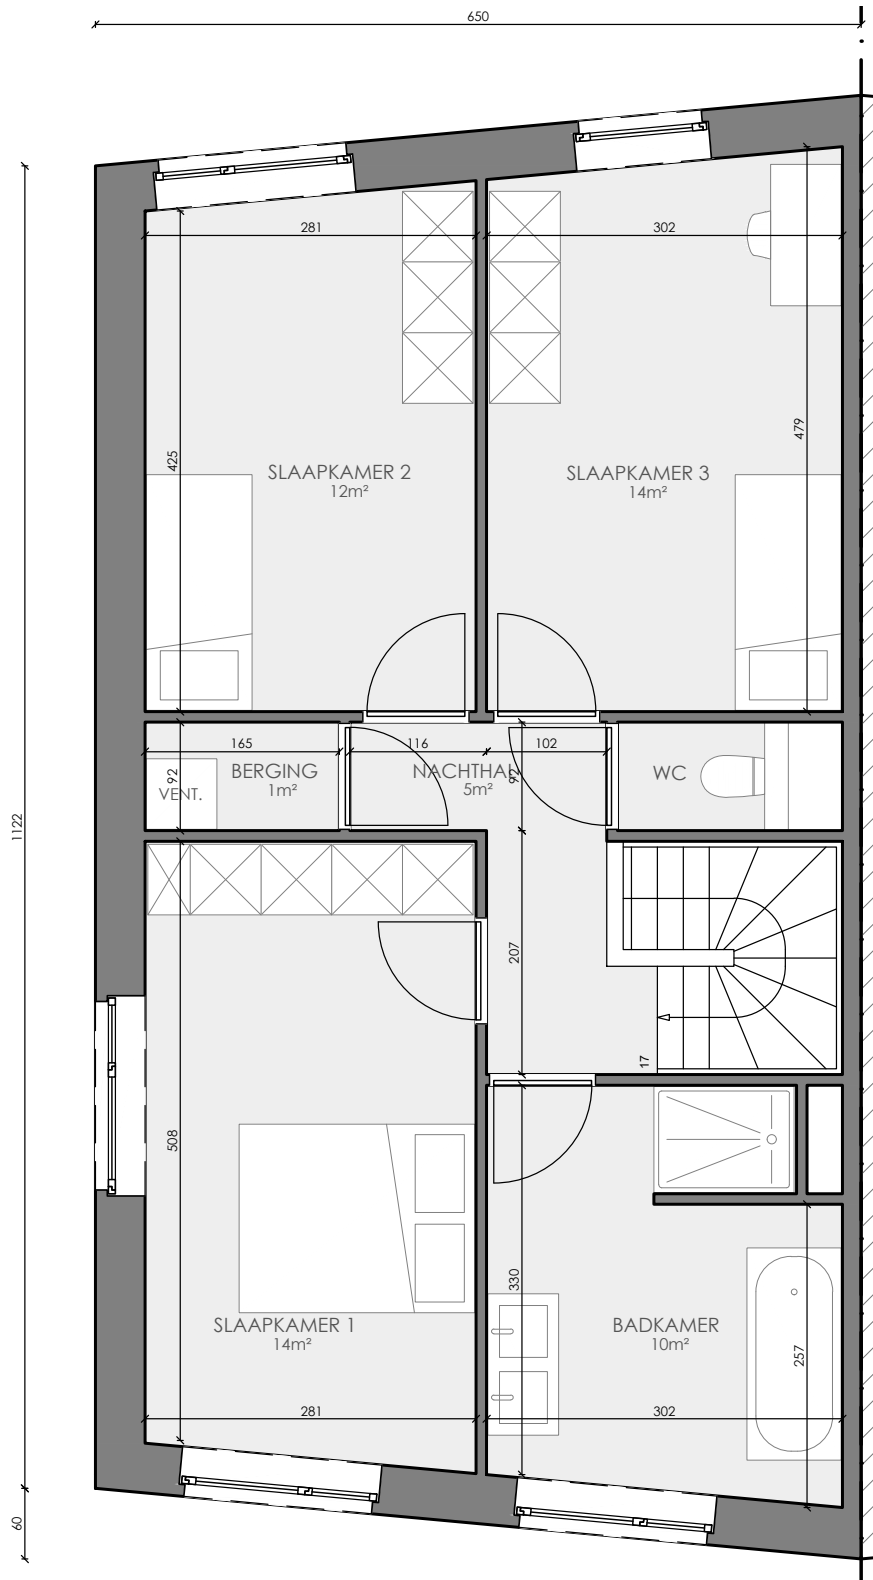 650
281
302
425
479
SLAAPKAMER 2
12m²
SLAAPKAMER 3
14m²
1122
165
116
102
92
BERGING
1m²
VENT.
NACHTHAL
5m²
92
WC
207
17
508
330
257
SLAAPKAMER 1
14m²
BADKAMER
10m²
281
302
60